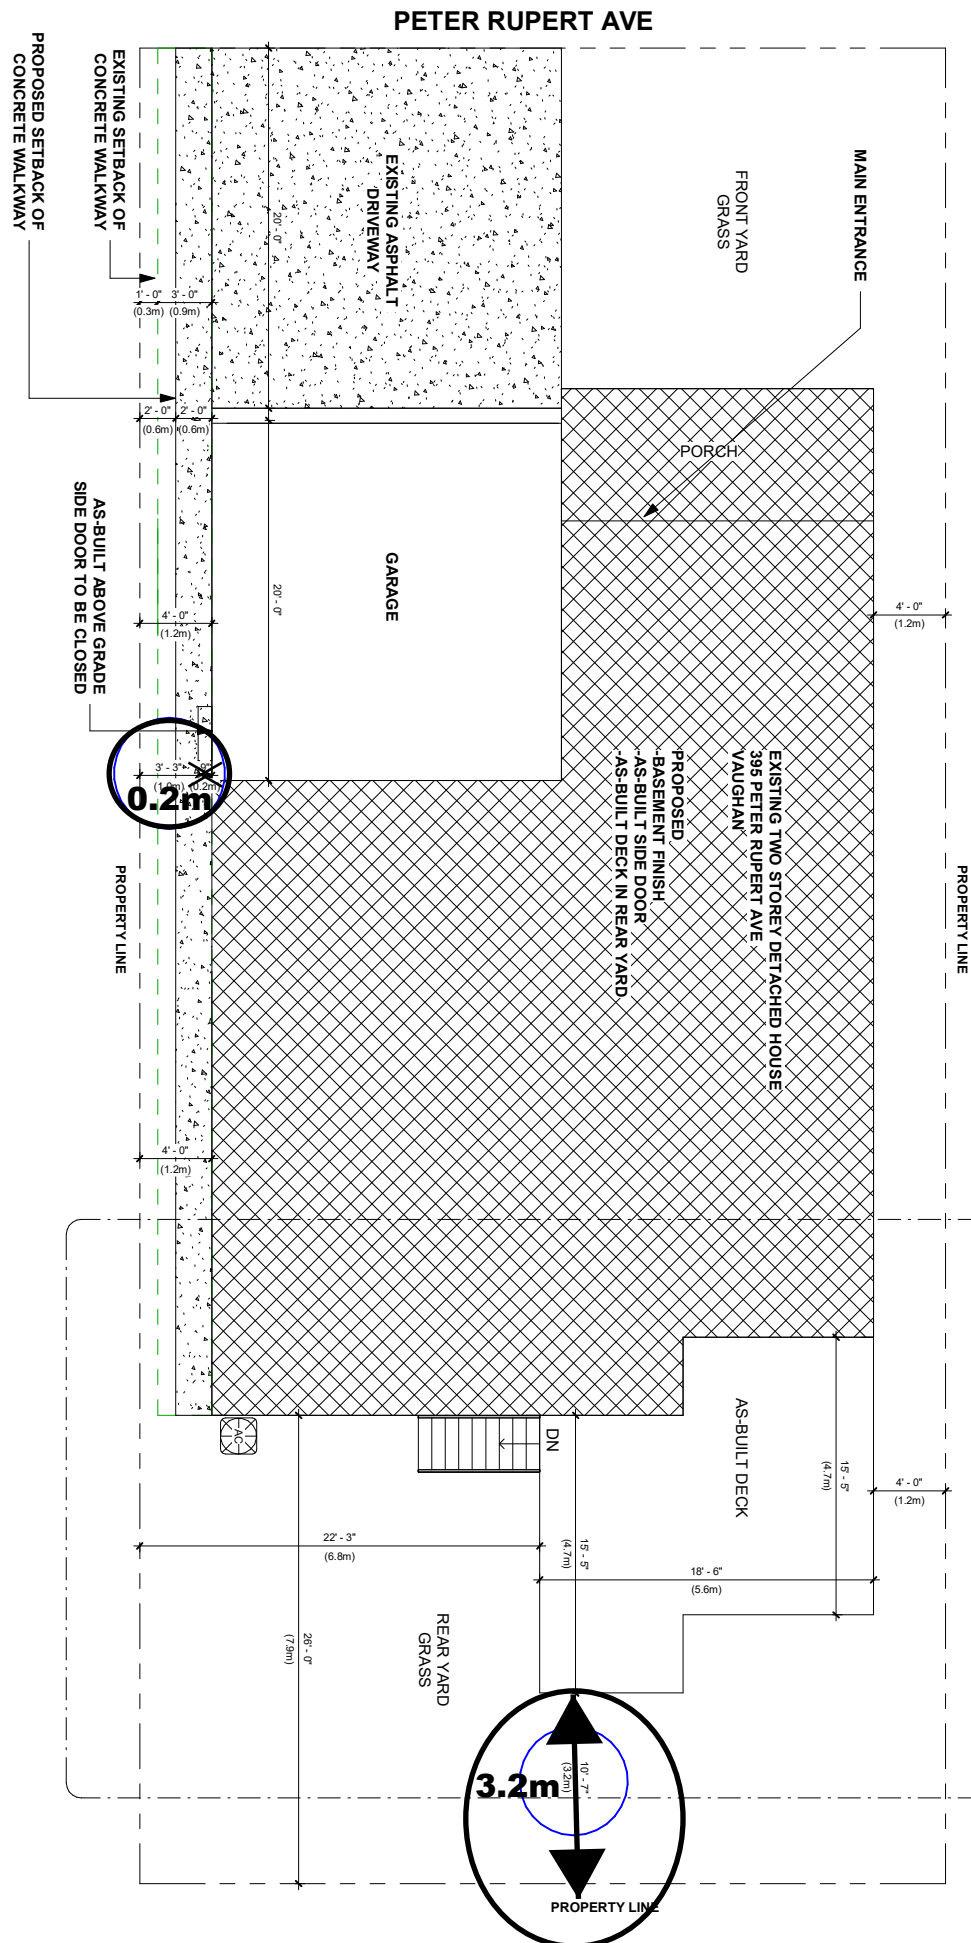 PETER RUPERT AVE
PROPOSED SETBACK OF
CONCRETE WALKWAY
EXISTING SETBACK OF
CONCRETE WALKWAY
EXISTING ASPHALT
DRIVEWAY
20' - 0"
FRONT YARD
GRASS
MAIN ENTRANCE
1' - 0"
(0.3m)
3' - 0"
(0.9m)
2' - 0"
(0.6m)
2' - 0"
(0.6m)
PORCH
AS-BUILT ABOVE GRADE
SIDE DOOR TO BE CLOSED
GARAGE
20' - 0"
4' - 0"
(1.2m)
4' - 0"
(1.2m)
3' - 3"
(0.2m)
0.2m
EXISTING TWO STOREY DETACHED HOUSE
395 PETER RUPERT AVE
VAUGHAN
PROPOSED
-BASEMENT FINISH
-AS-BUILT SIDE DOOR
-AS-BUILT DECK IN REAR YARD
PROPERTY LINE
PROPERTY LINE
4' - 0"
(1.2m)
AC
DN
AS-BUILT DECK
15' - 5"
(4.7m)
4' - 0"
(1.2m)
22' - 3"
(6.8m)
15' - 5"
(4.7m)
18' - 6"
(5.6m)
26' - 0"
(7.9m)
REAR YARD
GRASS
3.2m
10' - 7"
(3.2m)
PROPERTY LINE